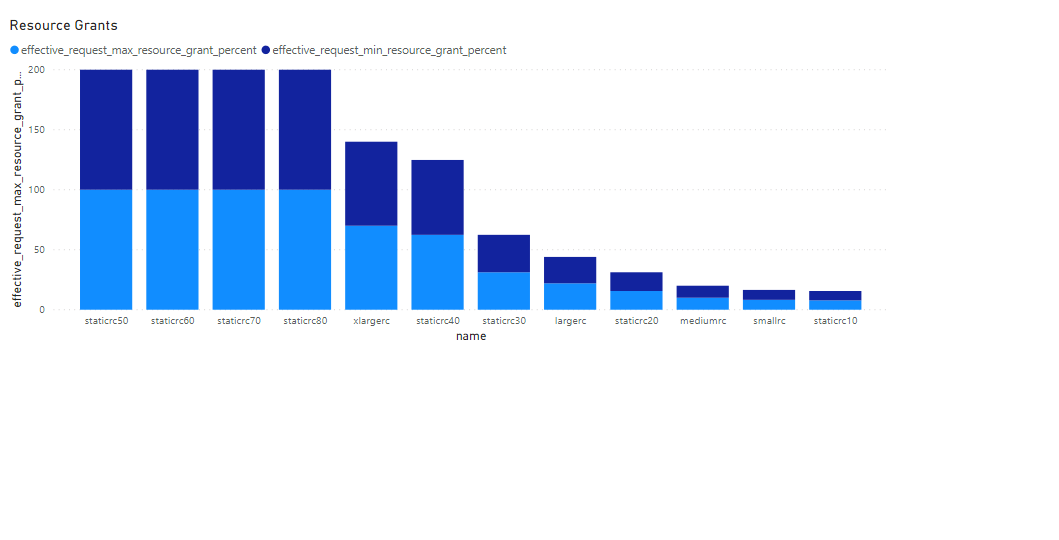 Resource Grants
effective_request_max_resource_grant_percent effective_request_min_resource_grant_percent
effective_request_max_resource_grant_p...
200
150
100
50
0
staticrc50 staticrc60 staticrc70 staticrc80 xlargerc staticrc40 staticrc30 largerc staticrc20 mediumrc smallrc staticrc10
name